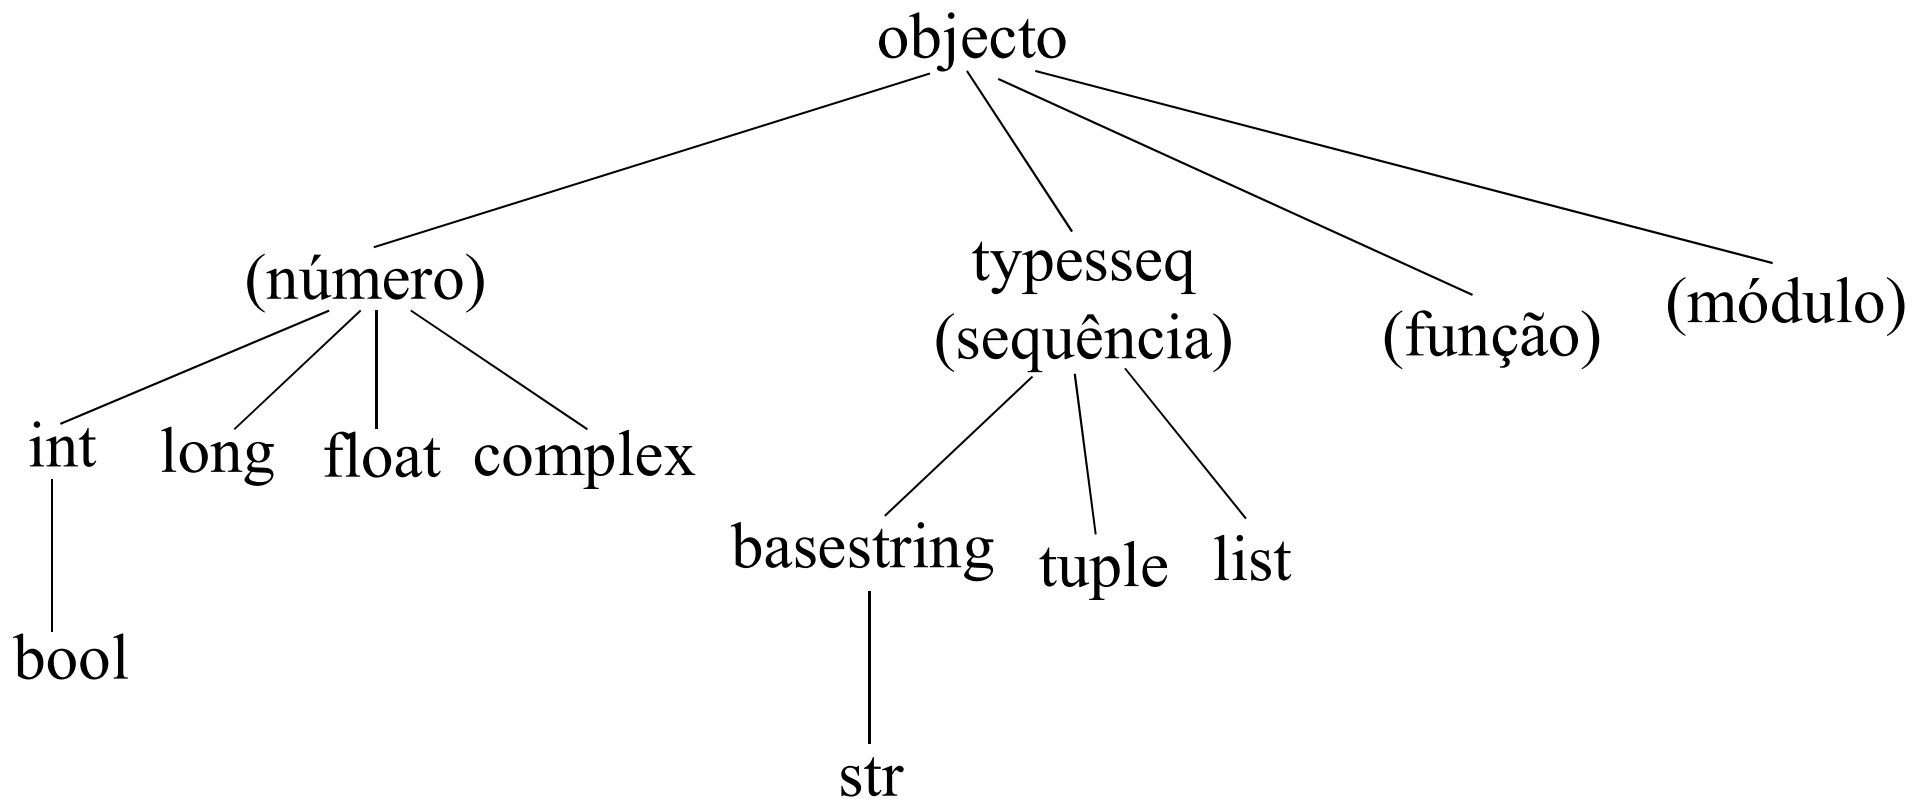 objecto
(número)
typesseq
(sequência)
(função)
(módulo)
int
long
float
complex
basestring
tuple
list
bool
str